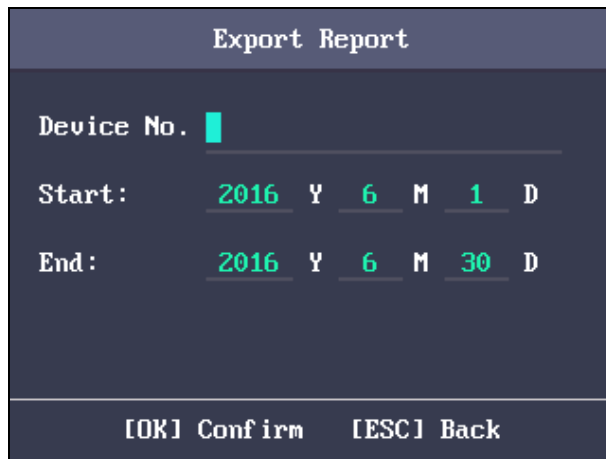 Export Report
Device No.
Start: 2016 Y 6 M 1 D
End: 2016 Y 6 M 30 D
[OK] Confirm [ESC] Back